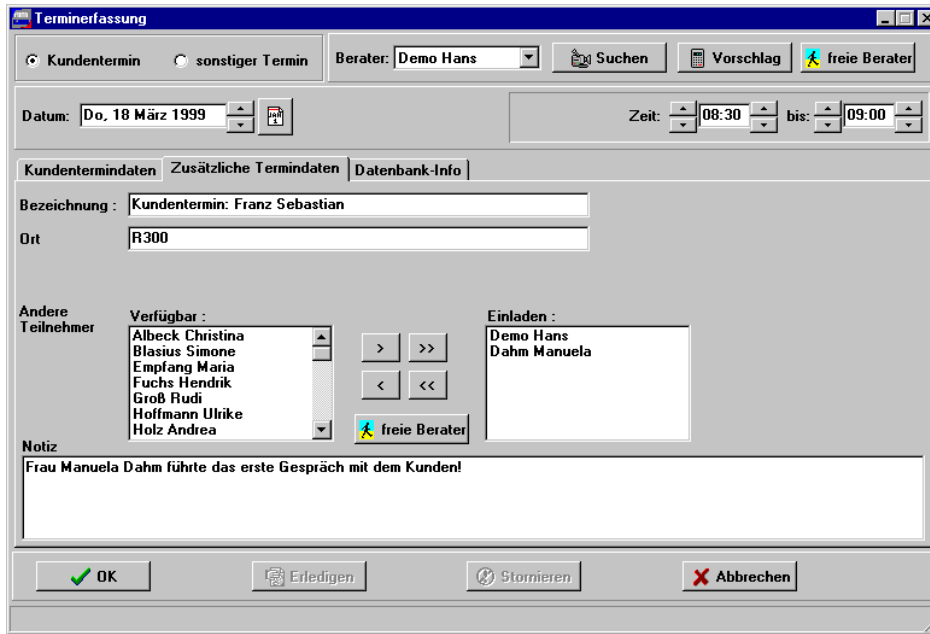 Terminerfassung
Kundentermin sonstiger Termin Berater: Demo Hans Suchen Vorschlag freie Berater
Datum: Do, 18 März 1999 JAN 1 Zeit: 08:30 bis: 09:00
Kundentermindaten Zusätzliche Termindaten Datenbank-Info
Bezeichnung : Kundentermin: Franz Sebastian
Ort R300
Andere
Teilnehmer
Verfügbar :
Albeck Christina
Blasius Simone
Empfang Maria
Fuchs Hendrik
Groß Rudi
Hoffmann Ulrike
Holz Andrea
> >>
< <<
freie Berater
Einladen :
Demo Hans
Dahm Manuela
Notiz
Frau Manuela Dahm führte das erste Gespräch mit dem Kunden!
OK Erledigen Stornieren Abbrechen